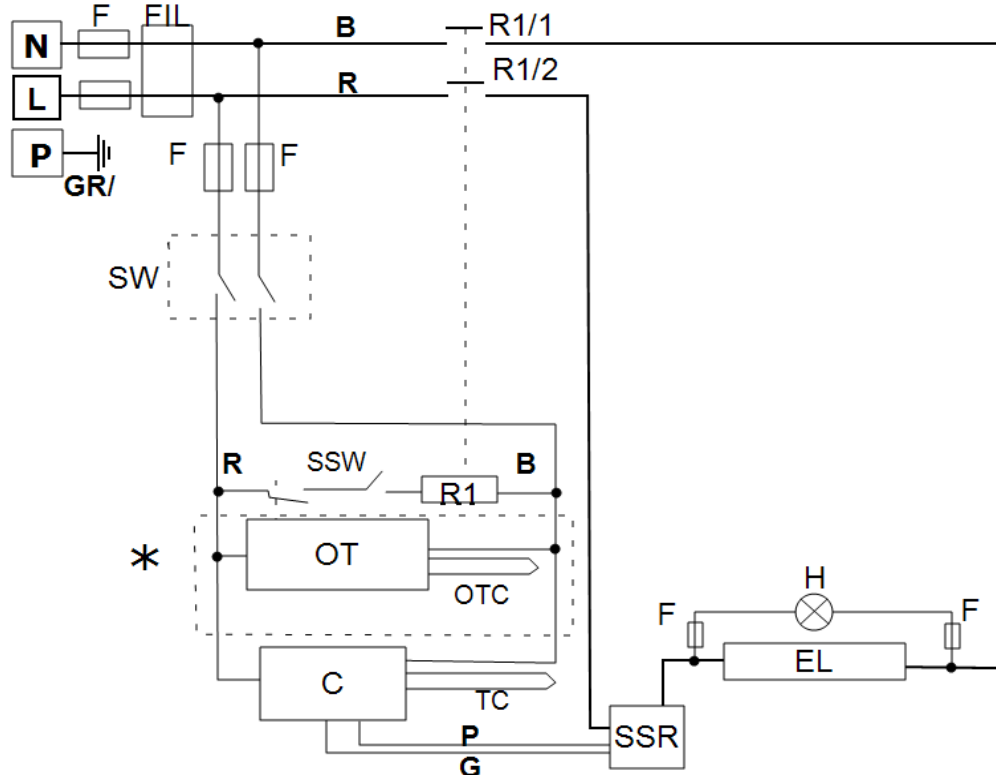 F FIL
N B R1/1
L R R1/2
P
GR/
F F
SW
R SSW B
R1
* OT
OTC
H
F F
EL
C
TC
P SSR
G